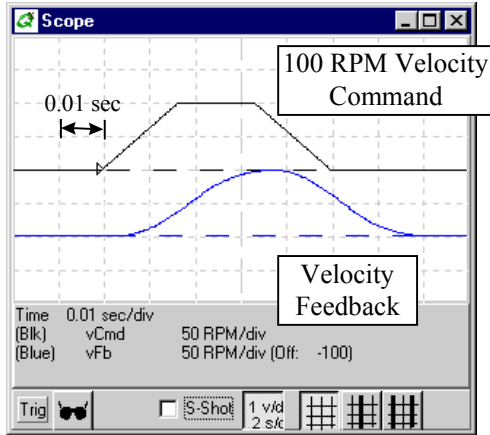 Scope
100 RPM Velocity
Command
0.01 sec
Velocity
Feedback
Time 0.01 sec/div
(Blk) vCmd 50 RPM/div
(Blue) vFb 50 RPM/div (Off: -100)
Trig
S-Shot
1 v/d
2 s/c